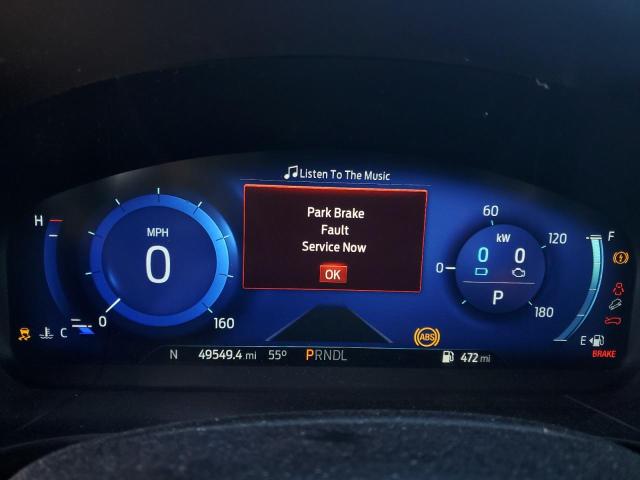 Listen To The Music
Park Brake
Fault
Service Now
OK
H
C
MPH
0
0
160
0
60
120
180
kW
0 0
P
F
E
ABS
BRAKE
N 49549.4 mi 55° PRNDL 472 mi